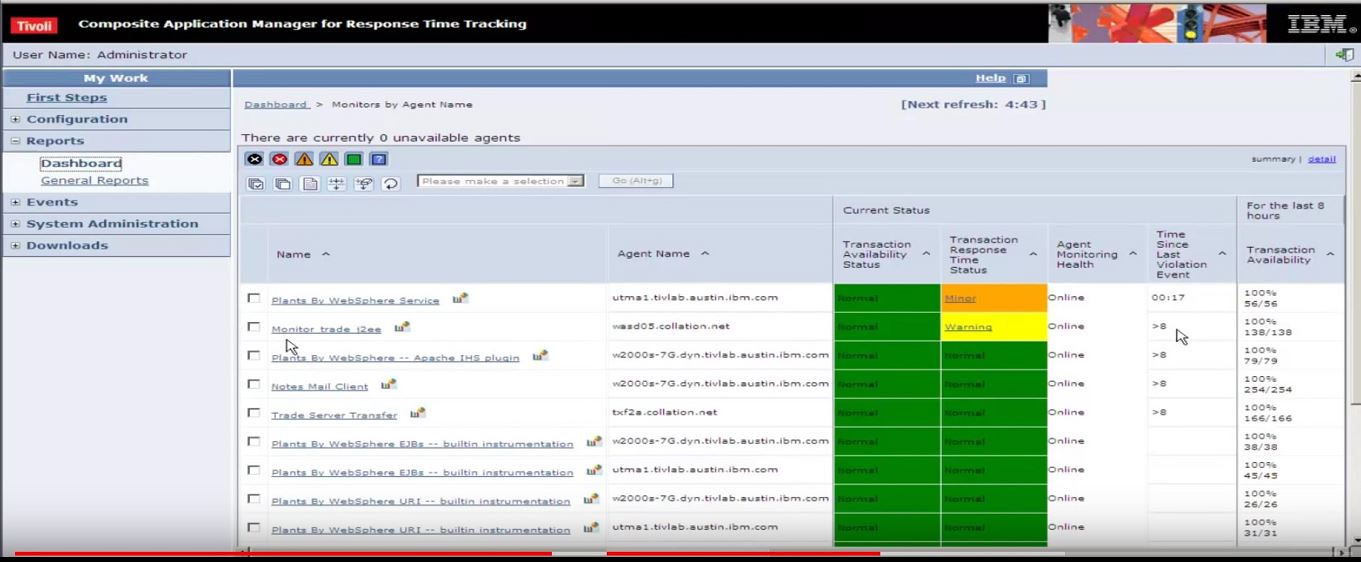 Tivoli Composite Application Manager for Response Time Tracking IBM.
User Name: Administrator
My Work
First Steps
Configuration
Reports
Dashboard
General Reports
Events
System Administration
Downloads
Help
Dashboard > Monitors by Agent Name [Next refresh: 4:43 ]
There are currently 0 unavailable agents
summary | detail
Please make a selection Go (Alt+g)
Current Status
For the last 8 hours
Name
Agent Name
Transaction Availability Status
Transaction Response Time Status
Agent Monitoring Health
Time Since Last Violation Event
Transaction Availability
Plants By WebSphere Service utma1.tivlab.austin.ibm.com Normal Minor Online 00:17 100% 56/56
Monitor trade j2ee wasd05.collation.net Normal Warning Online >8 100% 138/138
Plants By WebSphere -- Apache IHS plugin w2000s-7G.dyn.tivlab.austin.ibm.com Normal Normal Online >8 100% 79/79
Notes Mail Client w2000s-7G.dyn.tivlab.austin.ibm.com Normal Normal Online >8 100% 254/254
Trade Server Transfer txf2a.collation.net Normal Normal Online >8 100% 166/166
Plants By WebSphere EJBs -- builtin instrumentation w2000s-7G.dyn.tivlab.austin.ibm.com Normal Normal Online 100% 38/38
Plants By WebSphere EJBs -- builtin instrumentation utma1.tivlab.austin.ibm.com Normal Normal Online 100% 45/45
Plants By WebSphere URI -- builtin instrumentation w2000s-7G.dyn.tivlab.austin.ibm.com Normal Normal Online 100% 26/26
Plants By WebSphere URI -- builtin instrumentation utma1.tivlab.austin.ibm.com Normal Normal Online 100% 31/31